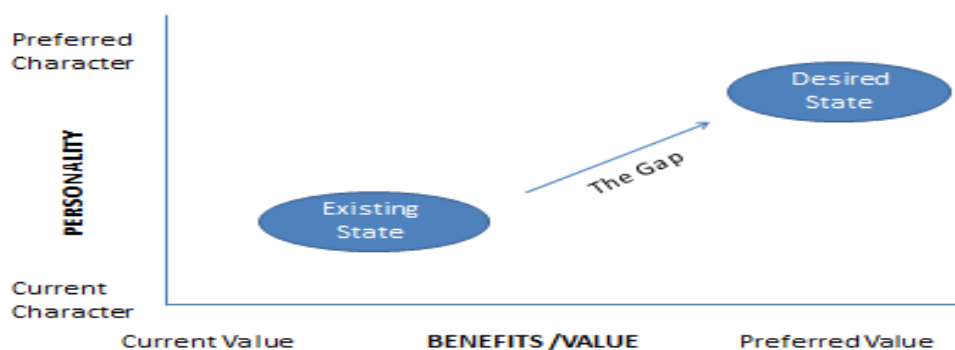 Preferred
Character
Desired
State
The Gap
PERSONALITY
Existing
State
Current
Character
Current Value
BENEFITS /VALUE
Preferred Value